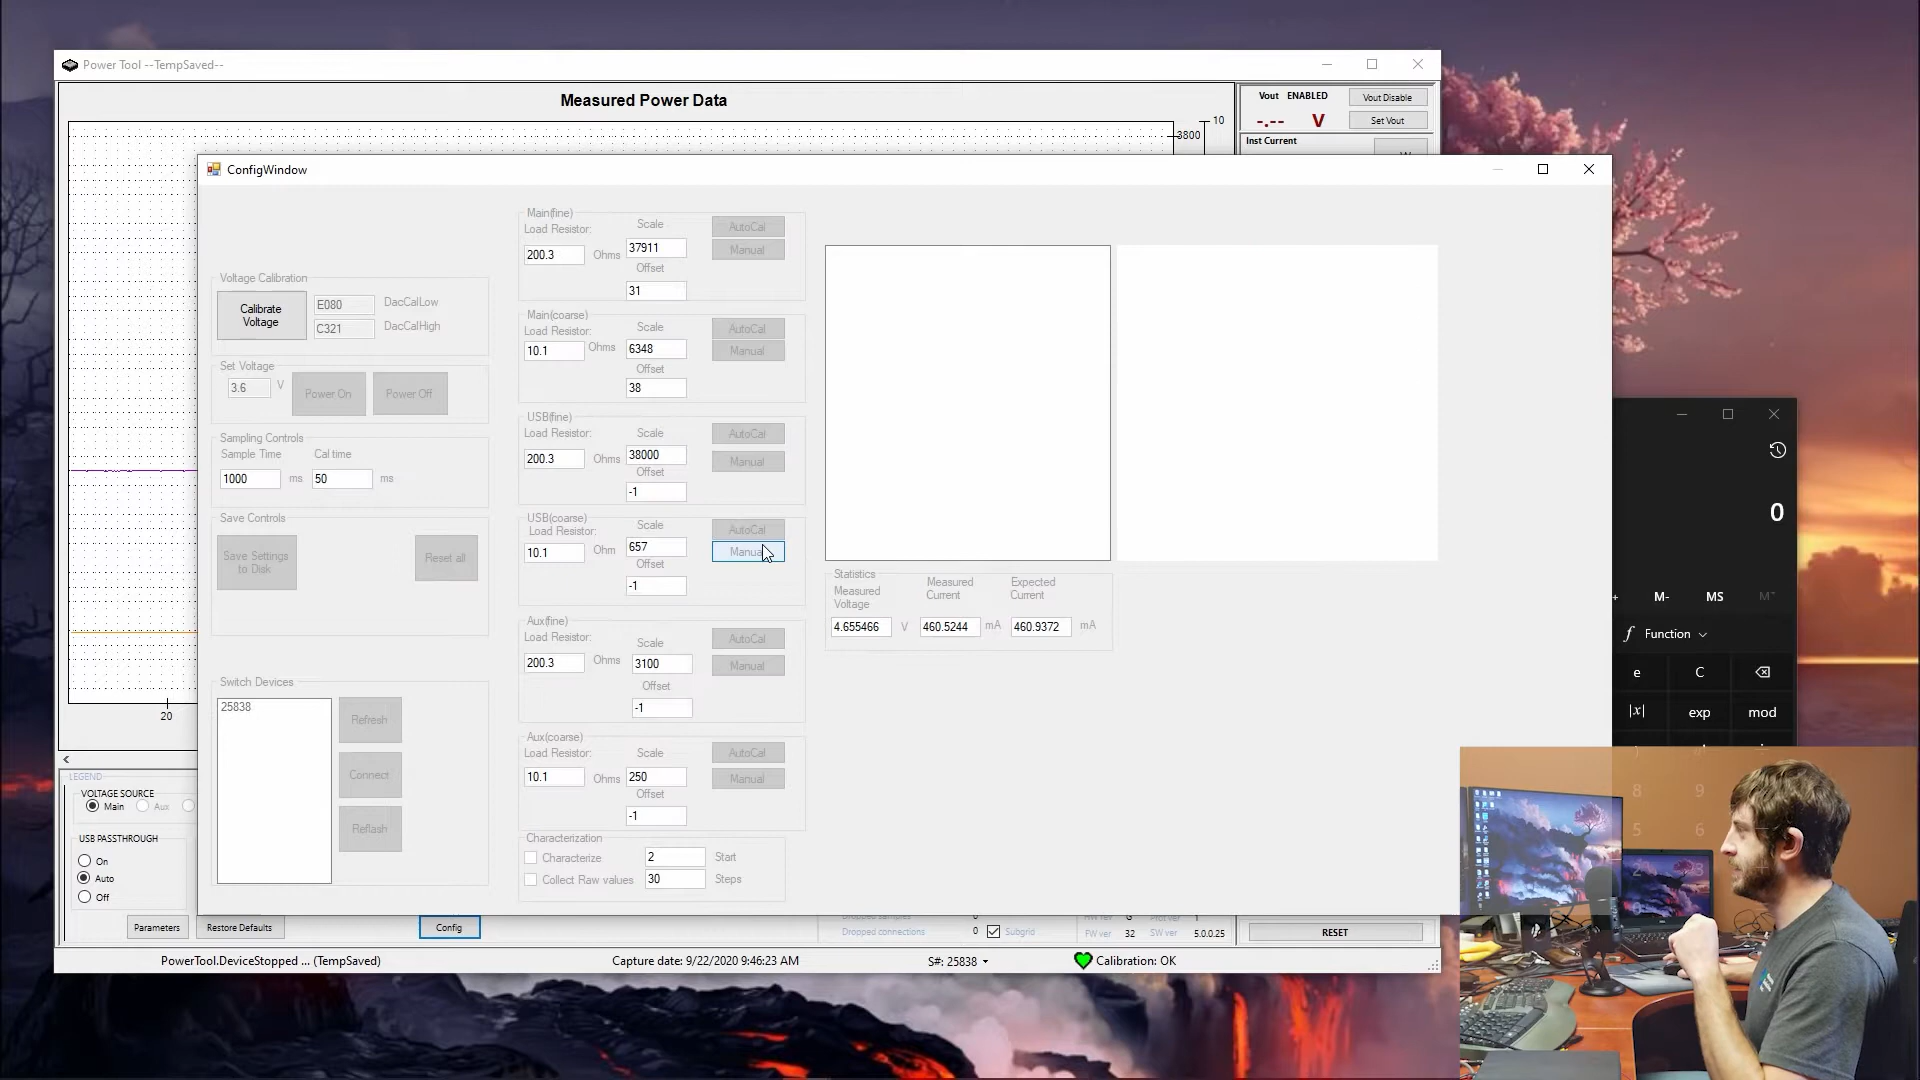 Power Tool --TempSaved--
Measured Power Data
10
3800
20
Vout ENABLED
Vout Disable
-.-- V
Set Vout
Inst Current
ConfigWindow
Voltage Calibration
Calibrate
Voltage
E080
DacCalLow
C321
DacCalHigh
Set Voltage
3.6
V
Power On
Power Off
Sampling Controls
Sample Time
Cal time
1000
ms
50
ms
Save Controls
Save Settings
to Disk
Reset all
Switch Devices
25838
Refresh
Connect
Reflash
Main(fine)
Load Resistor:
Scale
AutoCal
200.3
Ohms
37911
Manual
Offset
31
Main(coarse)
Load Resistor:
Scale
AutoCal
10.1
Ohms
6348
Manual
Offset
38
USB(fine)
Load Resistor:
Scale
AutoCal
200.3
Ohms
38000
Manual
Offset
-1
USB(coarse)
Load Resistor:
Scale
AutoCal
10.1
Ohm
657
Manual
Offset
-1
Aux(fine)
Load Resistor:
Scale
AutoCal
200.3
Ohms
3100
Manual
Offset
-1
Aux(coarse)
Load Resistor:
Scale
AutoCal
10.1
Ohms
250
Manual
Offset
-1
Characterization
Characterize
2
Start
Collect Raw values
30
Steps
Statistics
Measured
Voltage
Measured
Current
Expected
Current
4.655466
V
460.5244
mA
460.9372
mA
0
M-
MS
Function
e
C
|x|
exp
mod
LEGEND
VOLTAGE SOURCE
Main
Aux
USB PASSTHROUGH
On
Auto
Off
Parameters
Restore Defaults
Config
Dropped samples
0
Dropped connections
0
Subgrid
HW rev
G
Prot ver
1
FW ver
32
SW ver
5.0.0.25
RESET
PowerTool.DeviceStopped ... (TempSaved)
Capture date: 9/22/2020 9:46:23 AM
S#: 25838
Calibration: OK